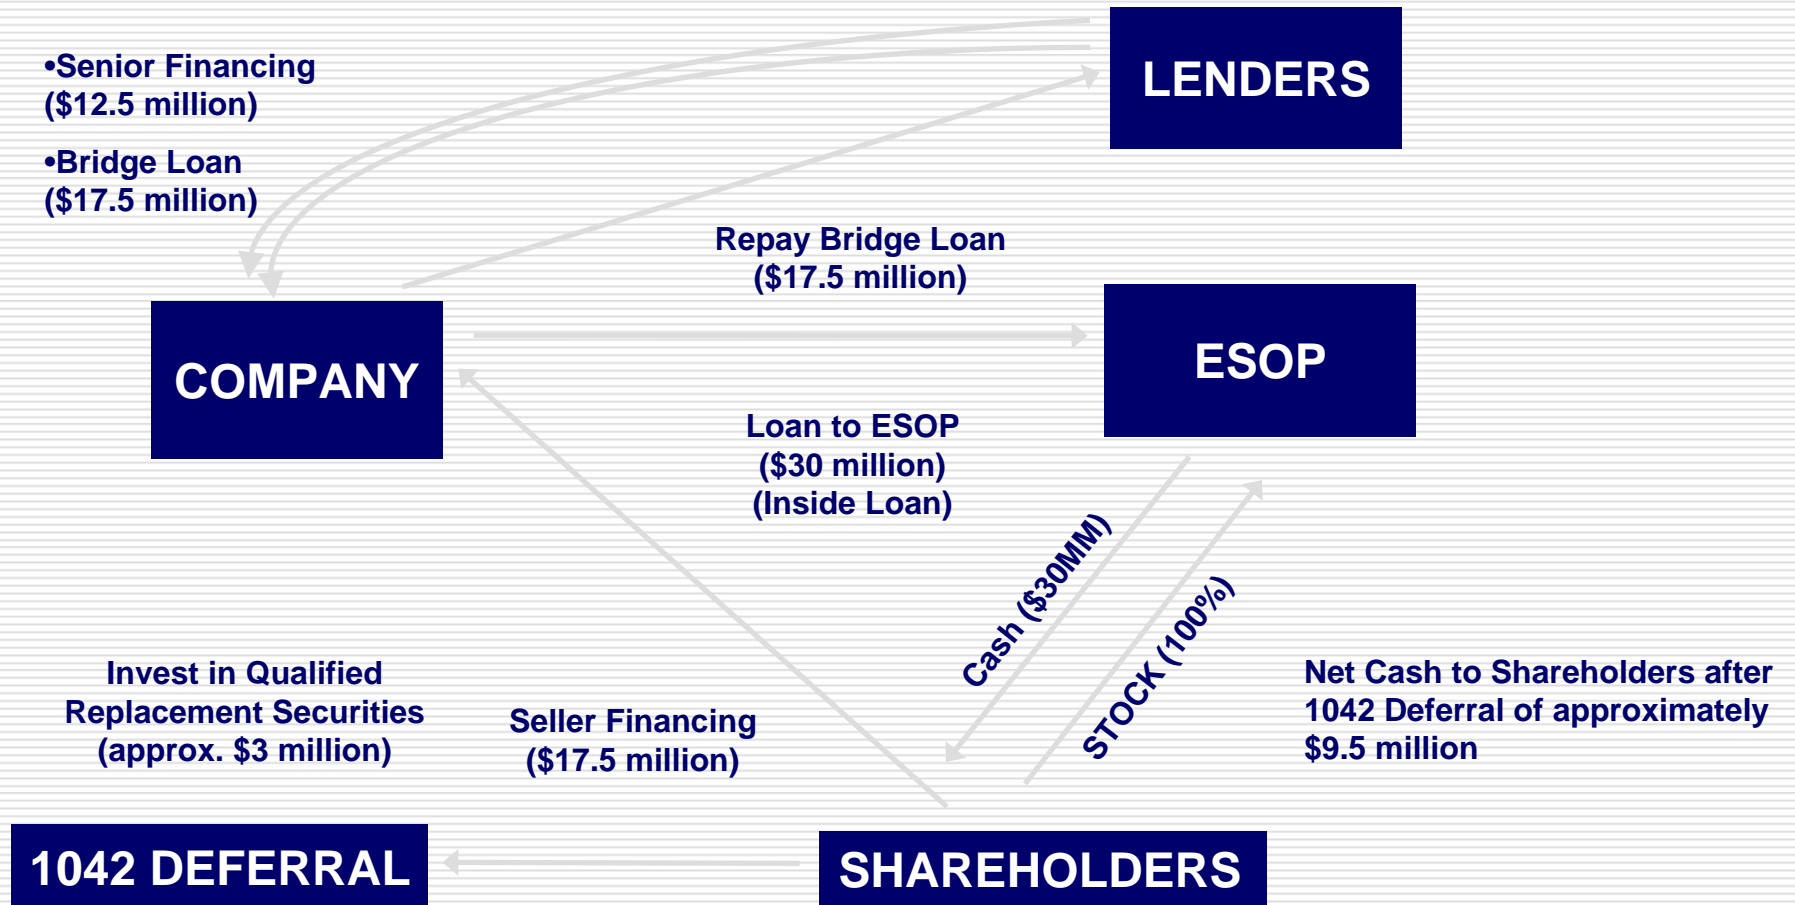 •Senior Financing
($12.5 million)
•Bridge Loan
($17.5 million)
LENDERS
Repay Bridge Loan
($17.5 million)
COMPANY
ESOP
Loan to ESOP
($30 million)
(Inside Loan)
Cash ($30MM)
STOCK (100%)
Invest in Qualified
Replacement Securities
(approx. $3 million)
Seller Financing
($17.5 million)
Net Cash to Shareholders after
1042 Deferral of approximately
$9.5 million
1042 DEFERRAL
SHAREHOLDERS